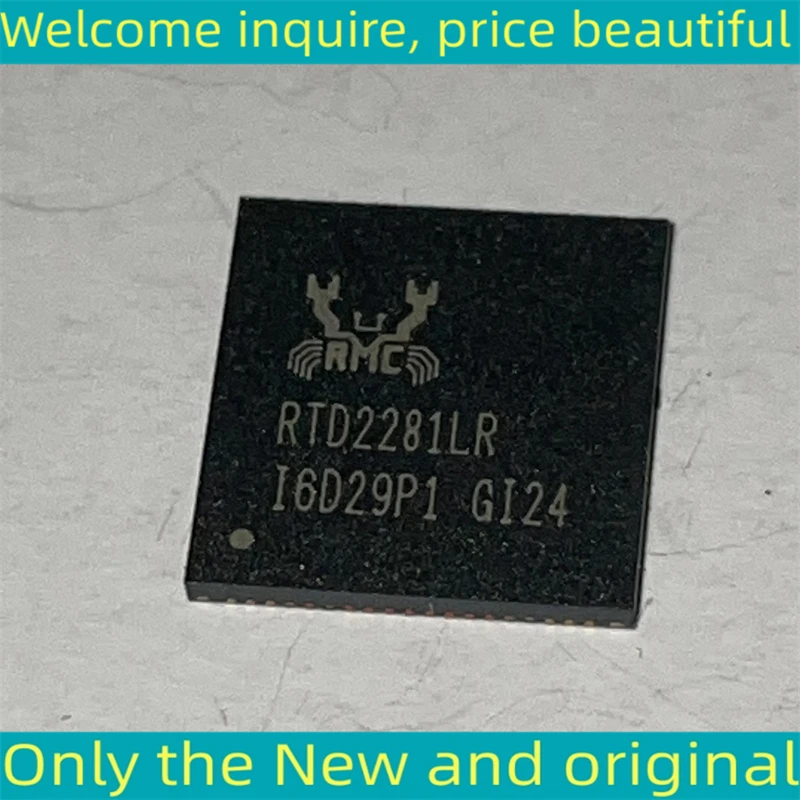 Welcome inquire, price beautiful
RMC
RTD2281LR
I6D29P1 GI24
Only the New and original